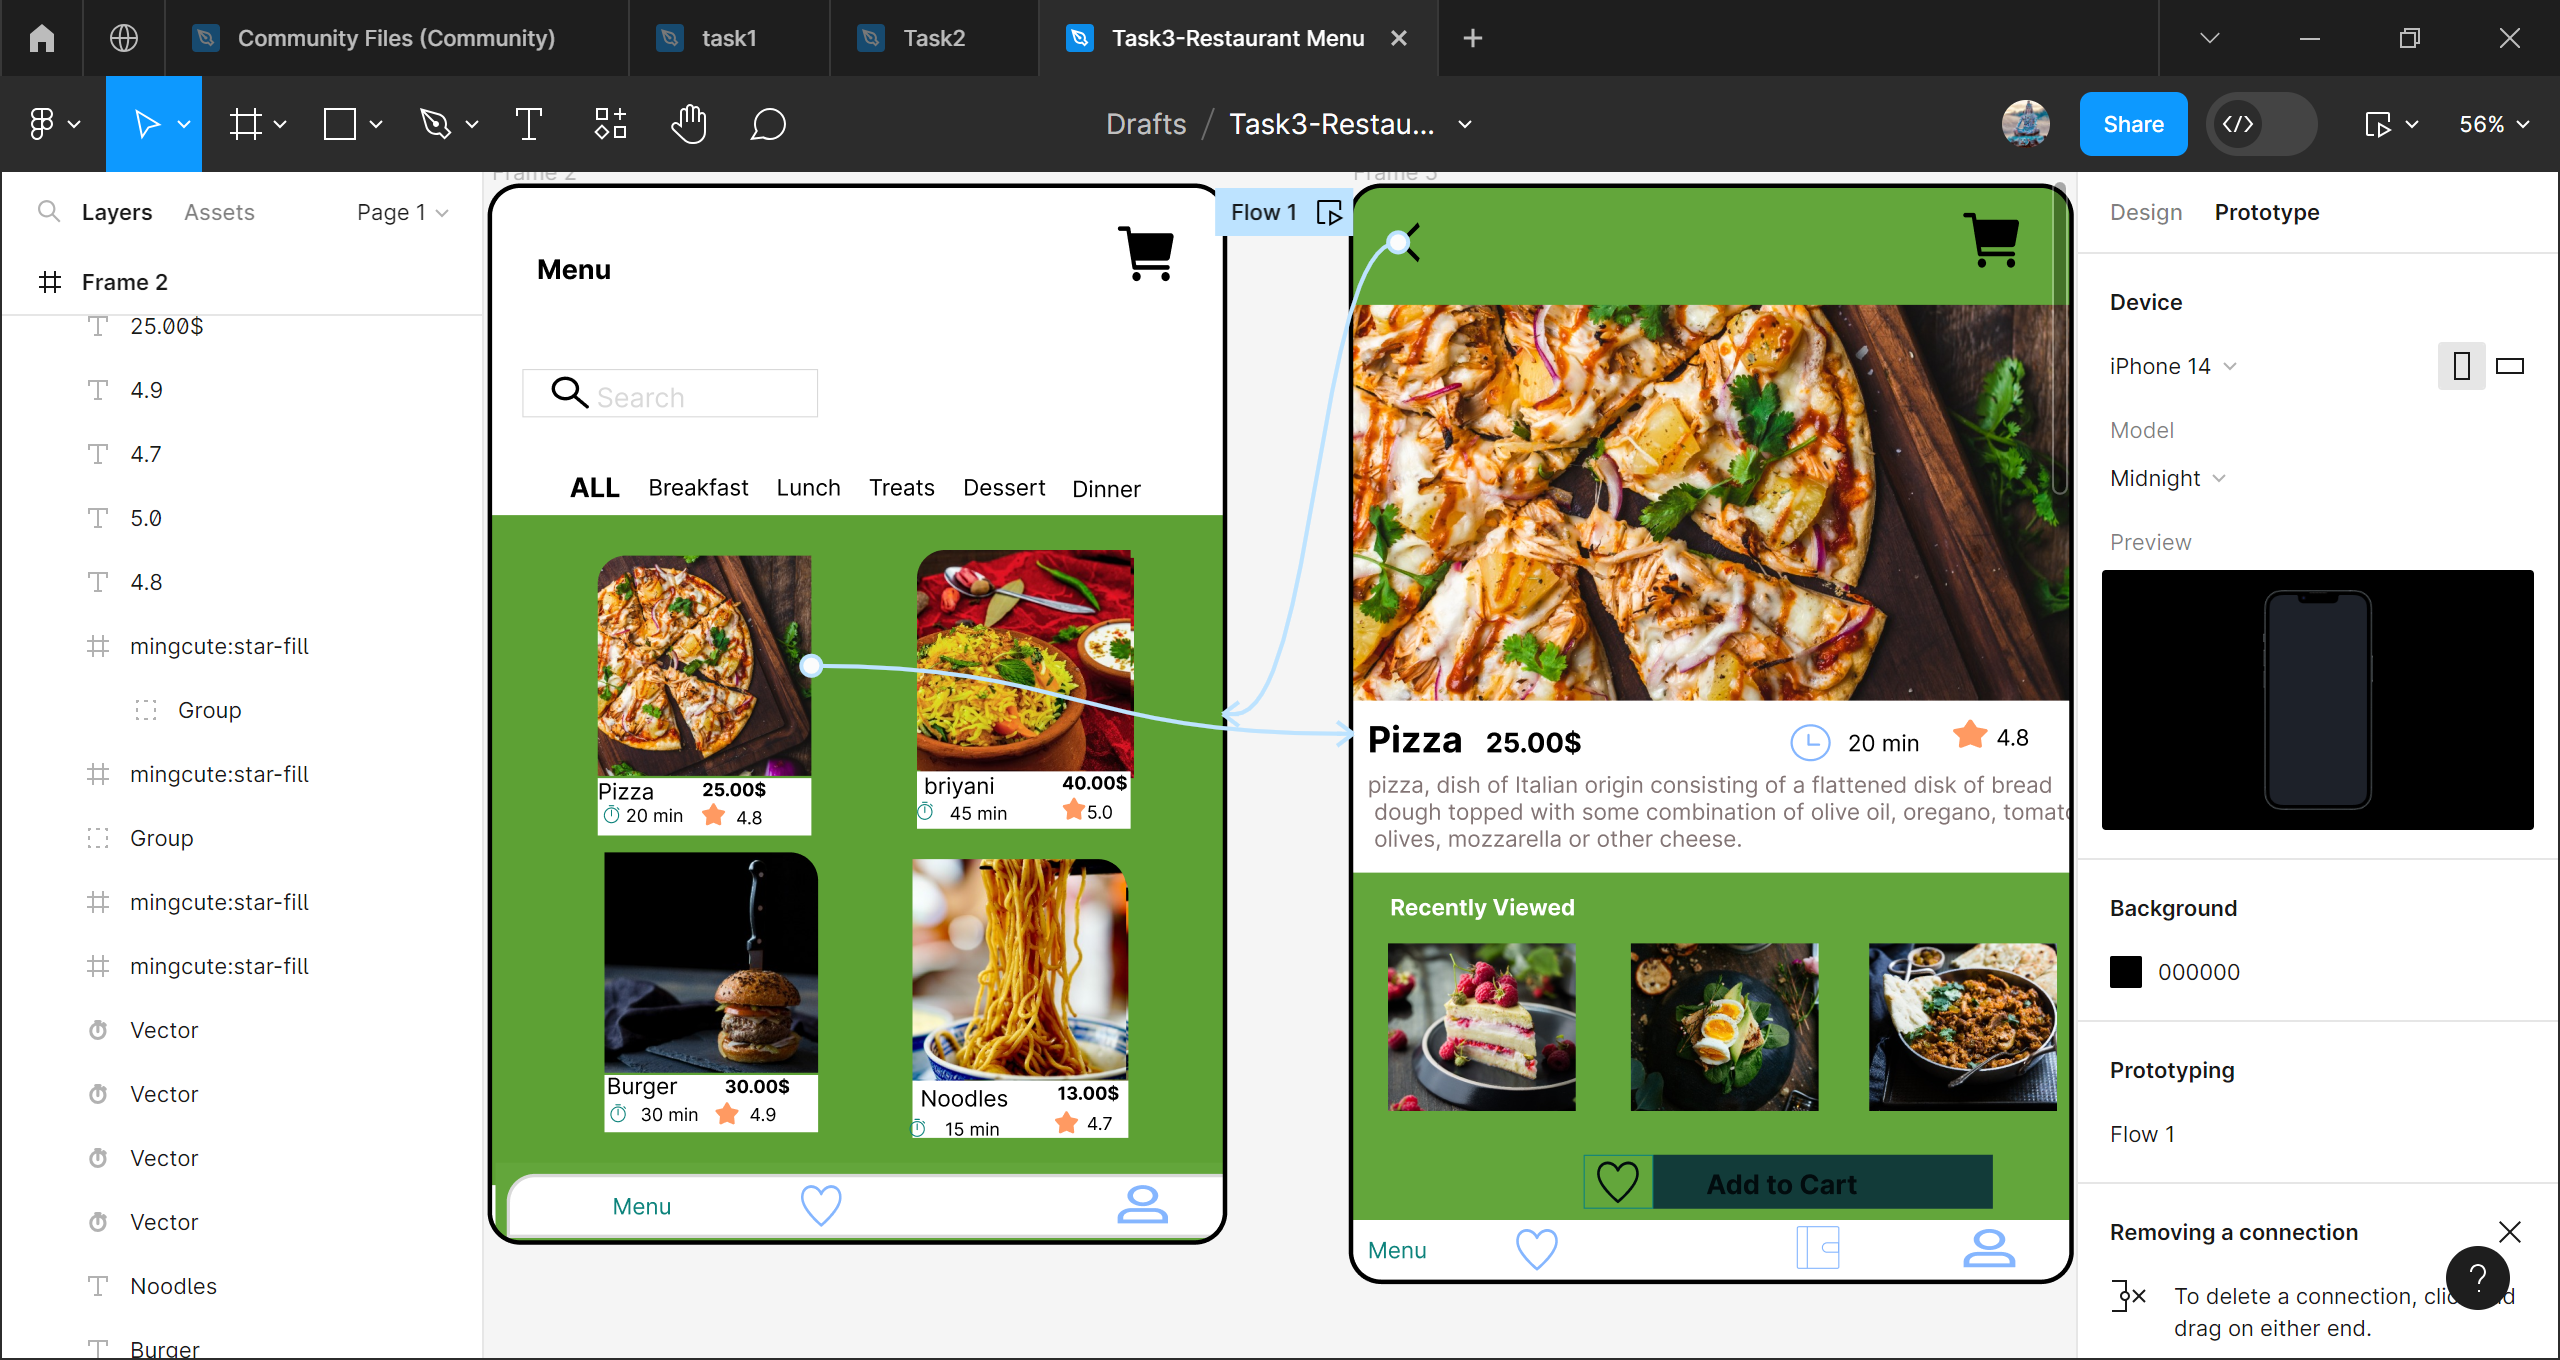 Community Files (Community)
task1
Task2
Task3-Restaurant Menu
Drafts / Task3-Restau...
Share
56%
Layers
Assets
Page 1
Frame 2
25.00$
4.9
4.7
5.0
4.8
mingcute:star-fill
Group
mingcute:star-fill
Group
mingcute:star-fill
mingcute:star-fill
Vector
Vector
Vector
Vector
Noodles
Burger
Frame 2
Menu
Search
ALL
Breakfast
Lunch
Treats
Dessert
Dinner
Pizza
25.00$
20 min
4.8
briyani
40.00$
45 min
5.0
Burger
30.00$
30 min
4.9
Noodles
13.00$
15 min
4.7
Menu
Flow 1
Pizza
25.00$
20 min
4.8
pizza, dish of Italian origin consisting of a flattened disk of bread
dough topped with some combination of olive oil, oregano, tomato
olives, mozzarella or other cheese.
Recently Viewed
Add to Cart
Menu
Design
Prototype
Device
iPhone 14
Model
Midnight
Preview
Background
000000
Prototyping
Flow 1
Removing a connection
To delete a connection, click and
drag on either end.
?